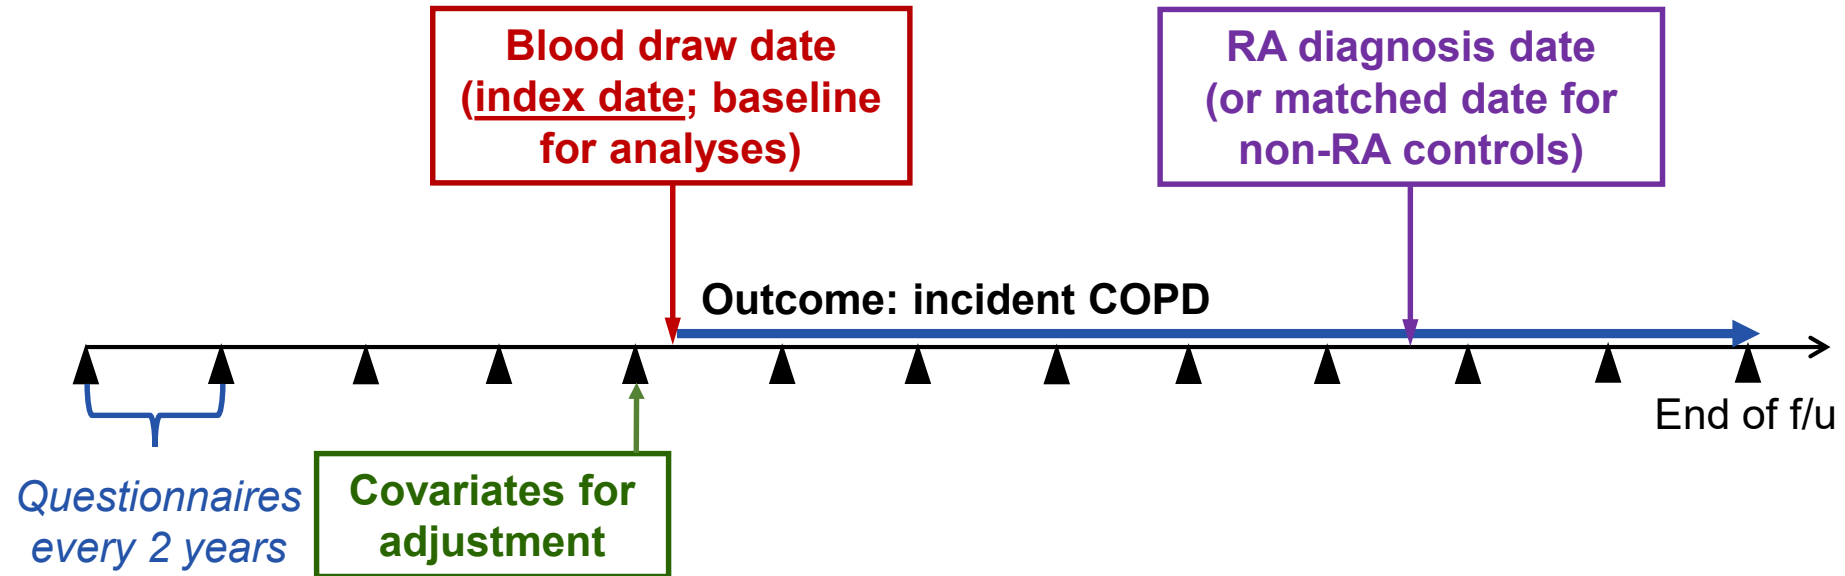 Blood draw date
(index date; baseline
for analyses)
RA diagnosis date
(or matched date for
non-RA controls)
Outcome: incident COPD
End of f/u
Questionnaires
every 2 years
Covariates for
adjustment